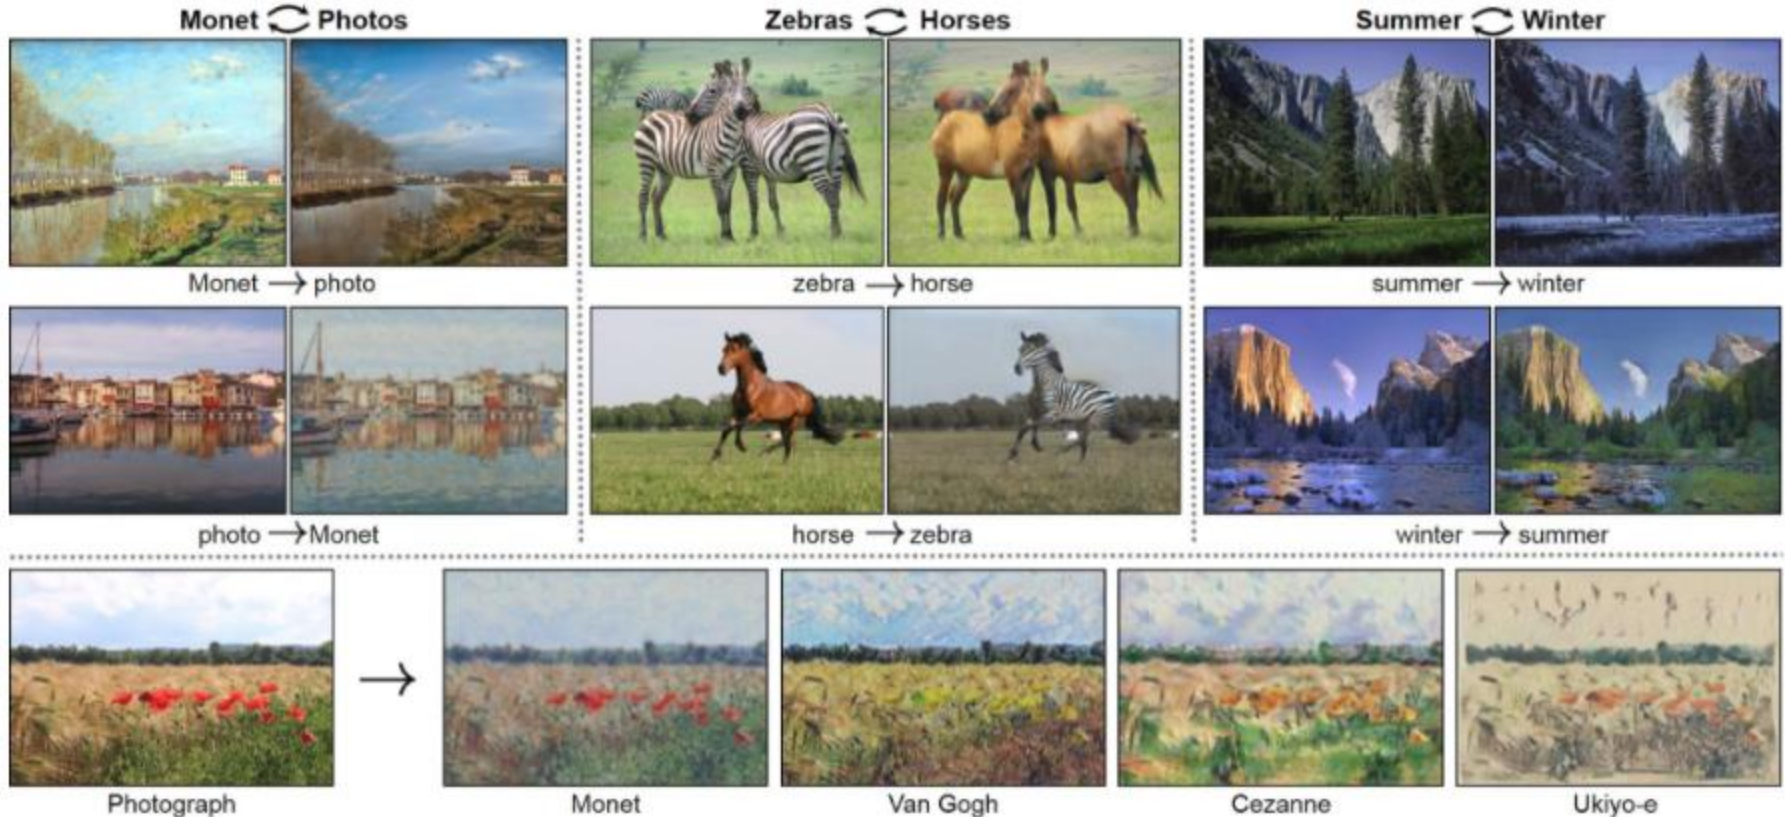 Monet Photos
Zebras Horses
Summer Winter
Monet → photo
zebra → horse
summer → winter
photo → Monet
horse → zebra
winter → summer
Photograph
Monet
Van Gogh
Cezanne
Ukiyo-e